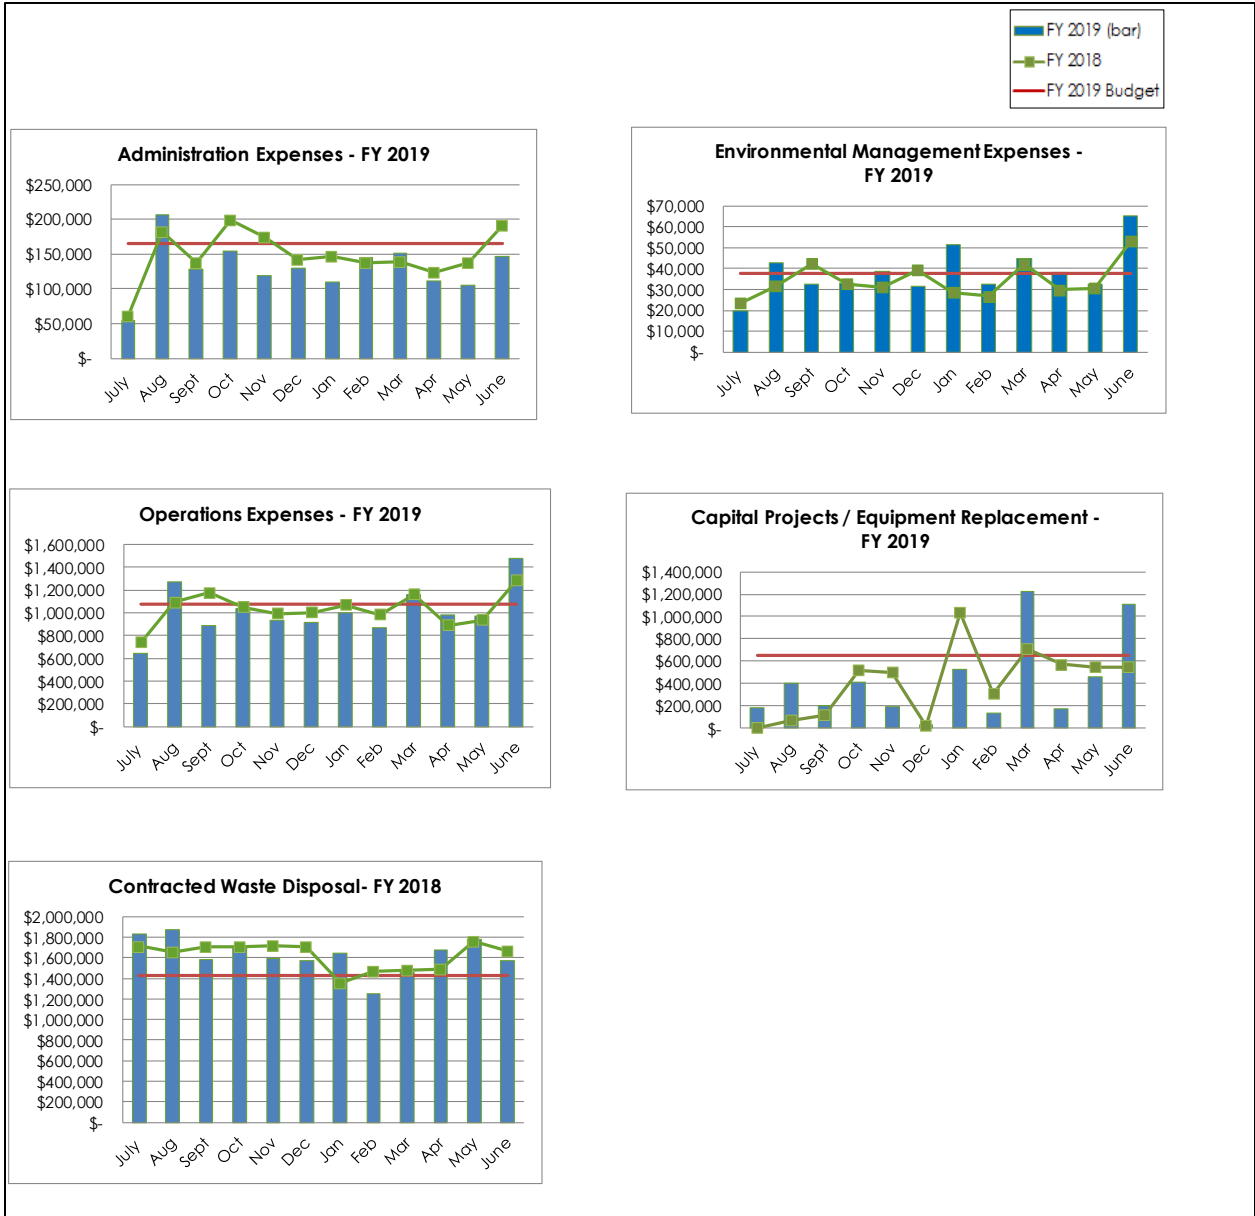 FY 2019 (bar)
FY 2018
FY 2019 Budget
Administration Expenses - FY 2019
$250,000
$200,000
$150,000
$100,000
$50,000
$-
July Aug Sept Oct Nov Dec Jan Feb Mar Apr May June
Environmental Management Expenses -
FY 2019
$70,000
$60,000
$50,000
$40,000
$30,000
$20,000
$10,000
$-
July Aug Sept Oct Nov Dec Jan Feb Mar Apr May June
Operations Expenses - FY 2019
$1,600,000
$1,400,000
$1,200,000
$1,000,000
$800,000
$600,000
$400,000
$200,000
$-
July Aug Sept Oct Nov Dec Jan Feb Mar Apr May June
Capital Projects / Equipment Replacement -
FY 2019
$1,400,000
$1,200,000
$1,000,000
$800,000
$600,000
$400,000
$200,000
$-
July Aug Sept Oct Nov Dec Jan Feb Mar Apr May June
Contracted Waste Disposal- FY 2018
$2,000,000
$1,800,000
$1,600,000
$1,400,000
$1,200,000
$1,000,000
$800,000
$600,000
$400,000
$200,000
$-
July Aug Sept Oct Nov Dec Jan Feb Mar Apr May June